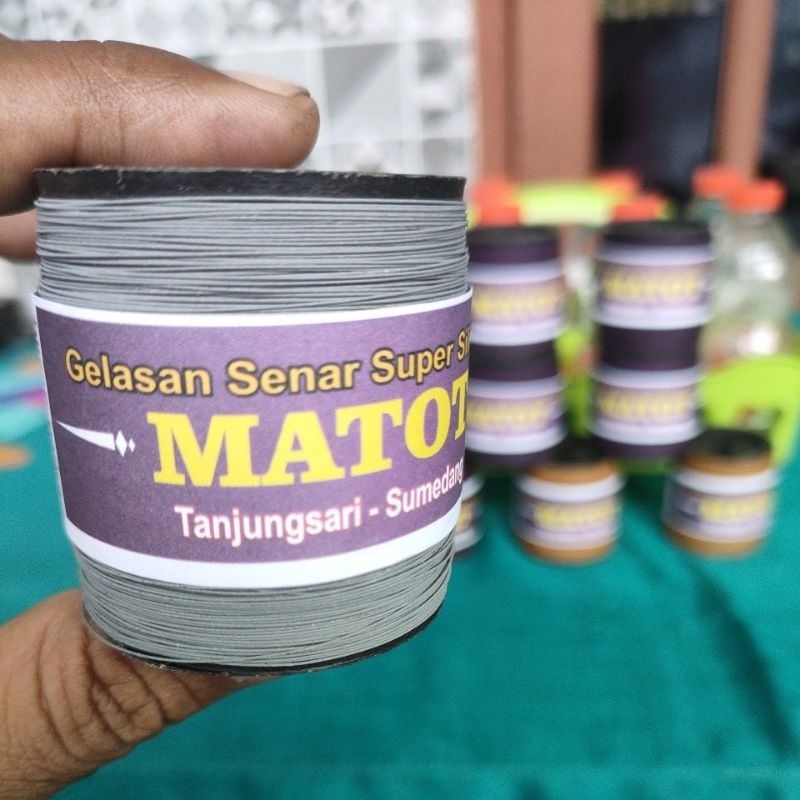 Gelasan Senar Super
MATOT
Tanjungsari - Sumedang